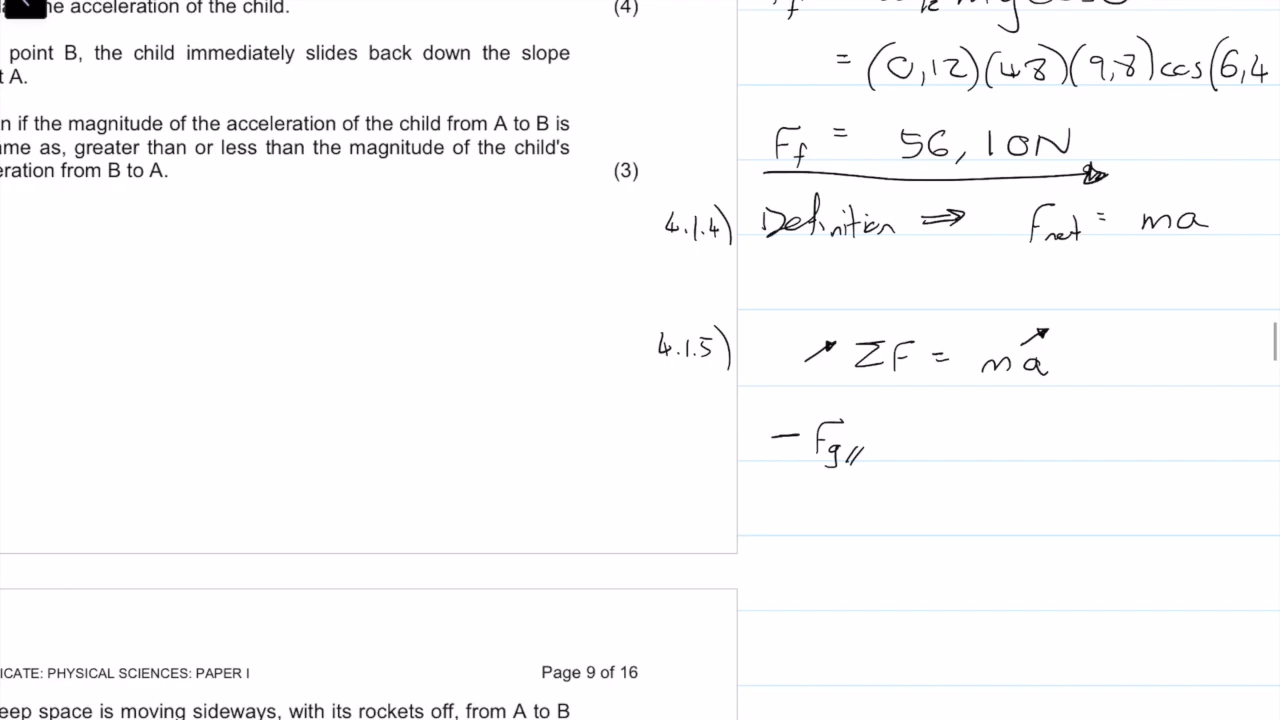 he acceleration of the child. (4)
point B, the child immediately slides back down the slope
t A.
n if the magnitude of the acceleration of the child from A to B is
ame as, greater than or less than the magnitude of the child's
eration from B to A. (3)
= (0,12)(48)(9,8)cos(6,4
Ff = 56,10N
4.1.4) Definition ⇒ Fnet = ma
4.1.5) ΣF = ma
− Fg//
ICATE: PHYSICAL SCIENCES: PAPER I Page 9 of 16
eep space is moving sideways, with its rockets off, from A to B